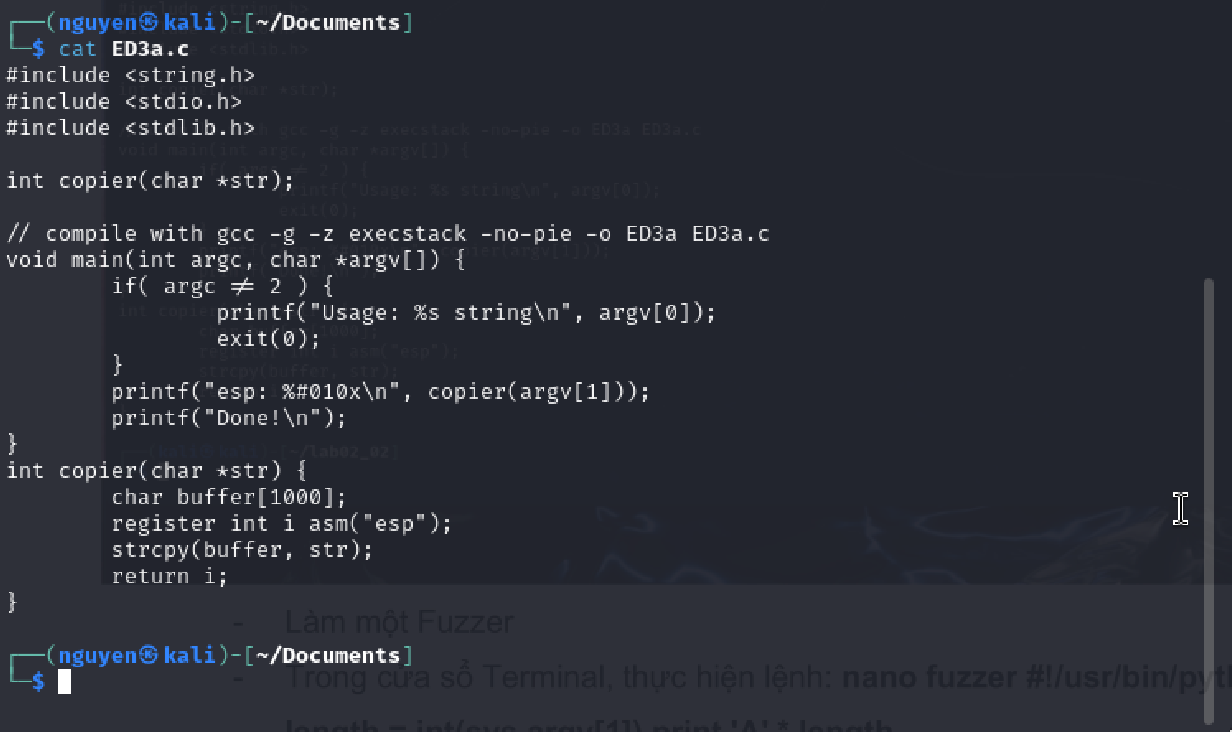 ┌──(nguyen㉿kali)-[~/Documents]
└─$ cat ED3a.c
#include <string.h>
#include <stdio.h>
#include <stdlib.h>

int copier(char *str);

// compile with gcc -g -z execstack -no-pie -o ED3a ED3a.c
void main(int argc, char *argv[]) {
        if( argc ≠ 2 ) {
                printf("Usage: %s string\n", argv[0]);
                exit(0);
        }
        printf("esp: %#010x\n", copier(argv[1]));
        printf("Done!\n");
}
int copier(char *str) {
        char buffer[1000];
        register int i asm("esp");
        strcpy(buffer, str);
        return i;
}
- Làm một Fuzzer
┌──(nguyen㉿kali)-[~/Documents]
└─$
- Trong cửa sổ Terminal, thực hiện lệnh: nano fuzzer #!/usr/bin/pyt
length = int(sys.argv[1]) print 'A' * length